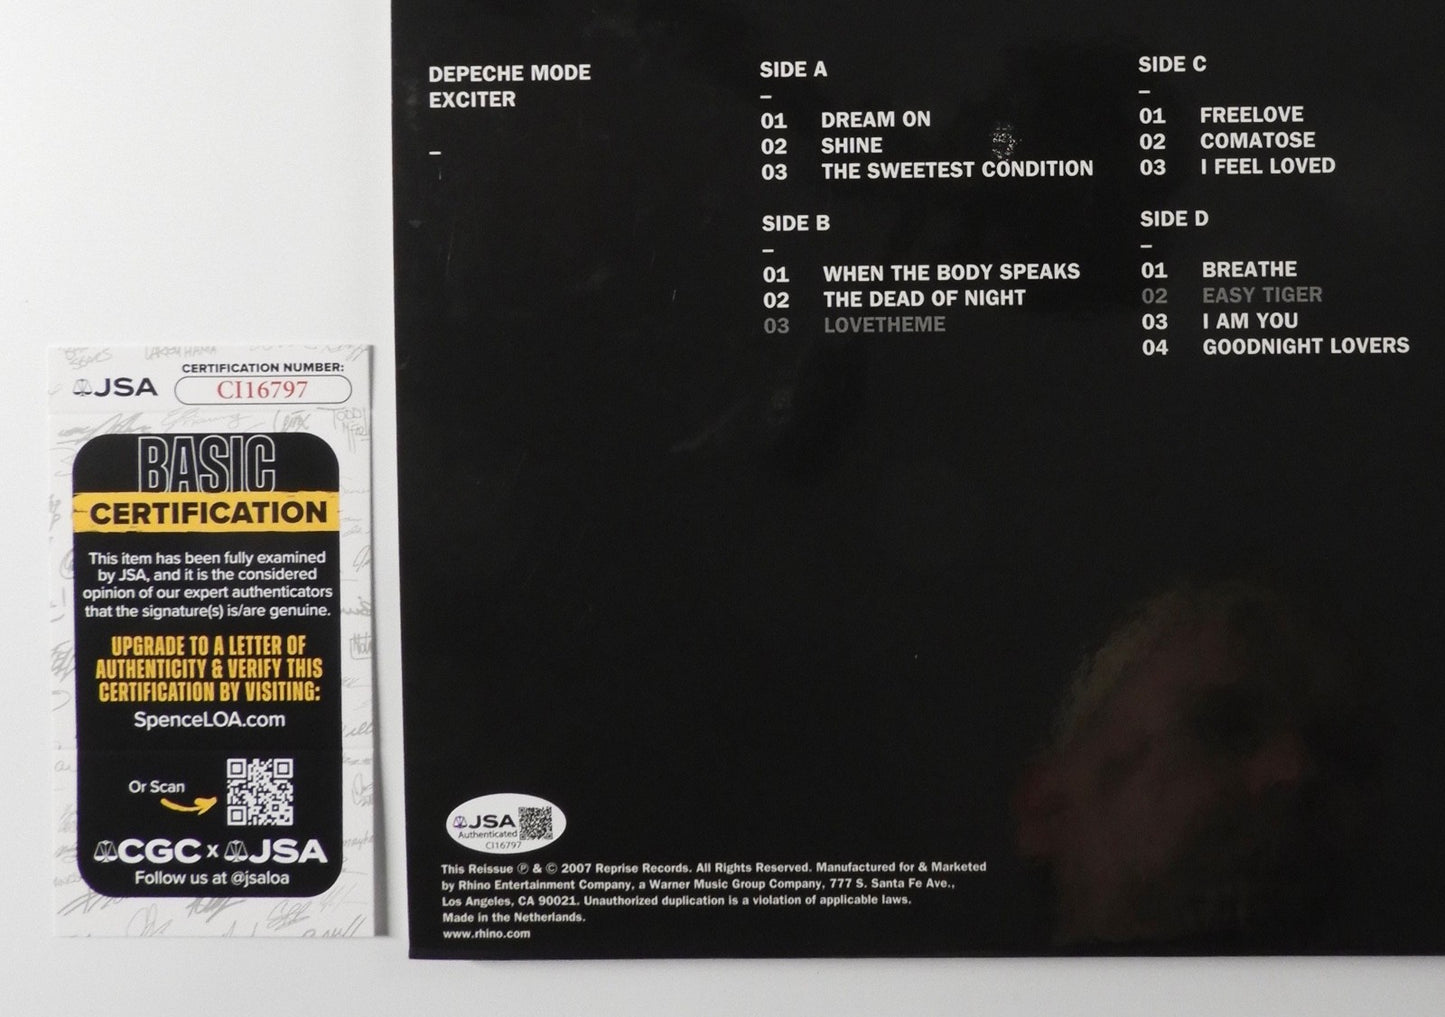 DEPECHE MODE
EXCITER
–
SIDE A
–
01 DREAM ON
02 SHINE
03 THE SWEETEST CONDITION
SIDE B
–
01 WHEN THE BODY SPEAKS
02 THE DEAD OF NIGHT
03 LOVETHEME
SIDE C
–
01 FREELOVE
02 COMATOSE
03 I FEEL LOVED
SIDE D
–
01 BREATHE
02 EASY TIGER
03 I AM YOU
04 GOODNIGHT LOVERS
JSA
CERTIFICATION NUMBER:
CI16797
BASIC
CERTIFICATION
This item has been fully examined
by JSA, and it is the considered
opinion of our expert authenticators
that the signature(s) is/are genuine.
UPGRADE TO A LETTER OF
AUTHENTICITY & VERIFY THIS
CERTIFICATION BY VISITING:
SpenceLOA.com
Or Scan
CGC x JSA
Follow us at @jsaloa
JSA
Authenticated
CI16797
This Reissue ℗ & © 2007 Reprise Records. All Rights Reserved. Manufactured for & Marketed
by Rhino Entertainment Company, a Warner Music Group Company, 777 S. Santa Fe Ave.,
Los Angeles, CA 90021. Unauthorized duplication is a violation of applicable laws.
Made in the Netherlands.
www.rhino.com